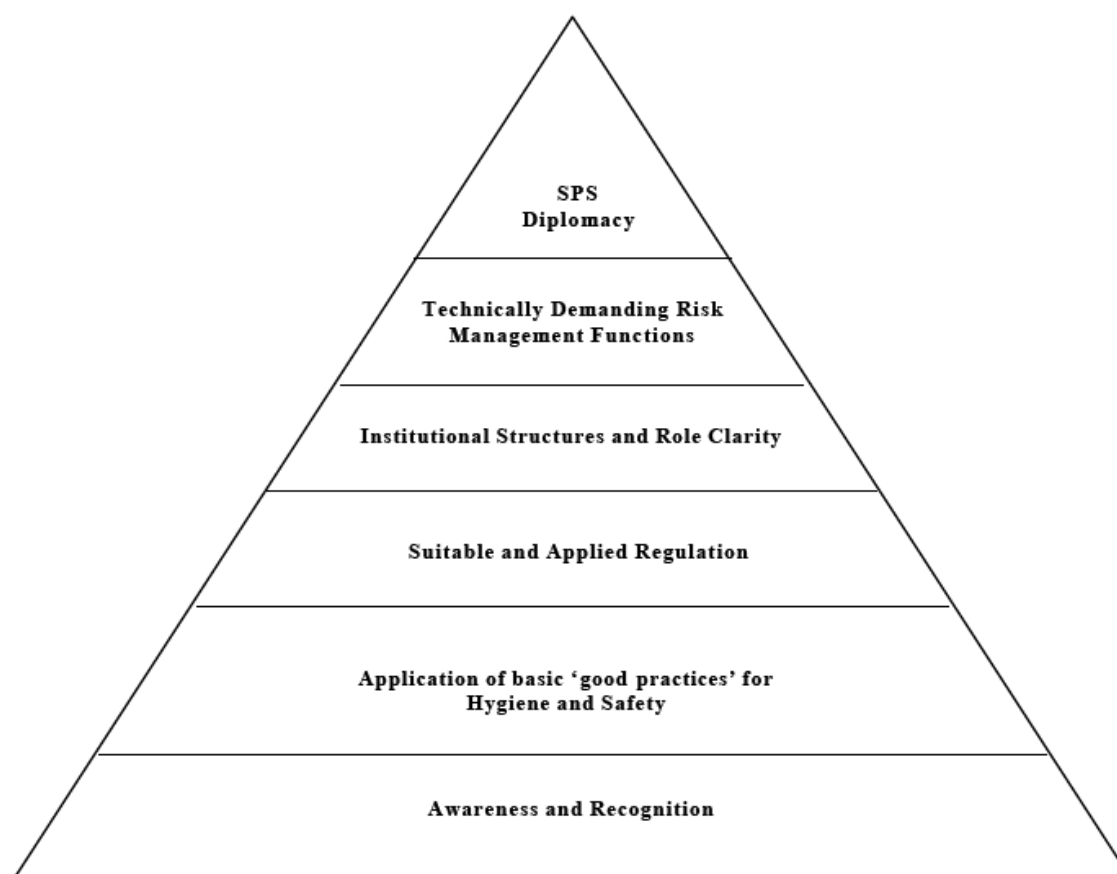 SPS
Diplomacy
Technically Demanding Risk
Management Functions
Institutional Structures and Role Clarity
Suitable and Applied Regulation
Application of basic ‘good practices’ for
Hygiene and Safety
Awareness and Recognition